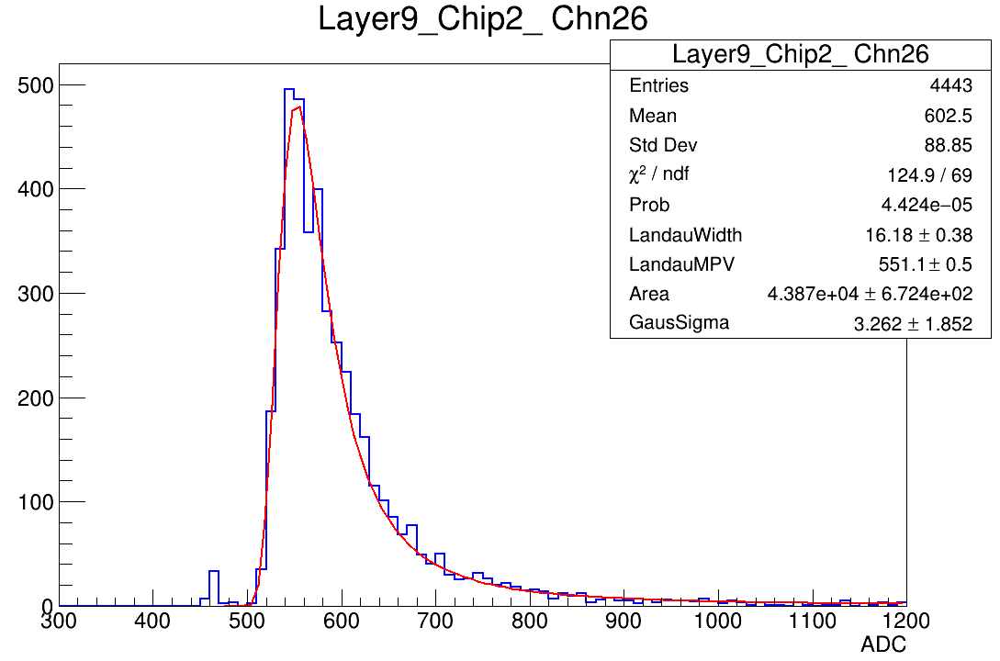 Layer9_Chip2_ Chn26
Layer9_Chip2_ Chn26
Entries 4443
Mean 602.5
Std Dev 88.85
χ² / ndf 124.9 / 69
Prob 4.424e−05
LandauWidth 16.18 ± 0.38
LandauMPV 551.1 ± 0.5
Area 4.387e+04 ± 6.724e+02
GausSigma 3.262 ± 1.852
500
400
300
200
100
0
300 400 500 600 700 800 900 1000 1100 1200
ADC